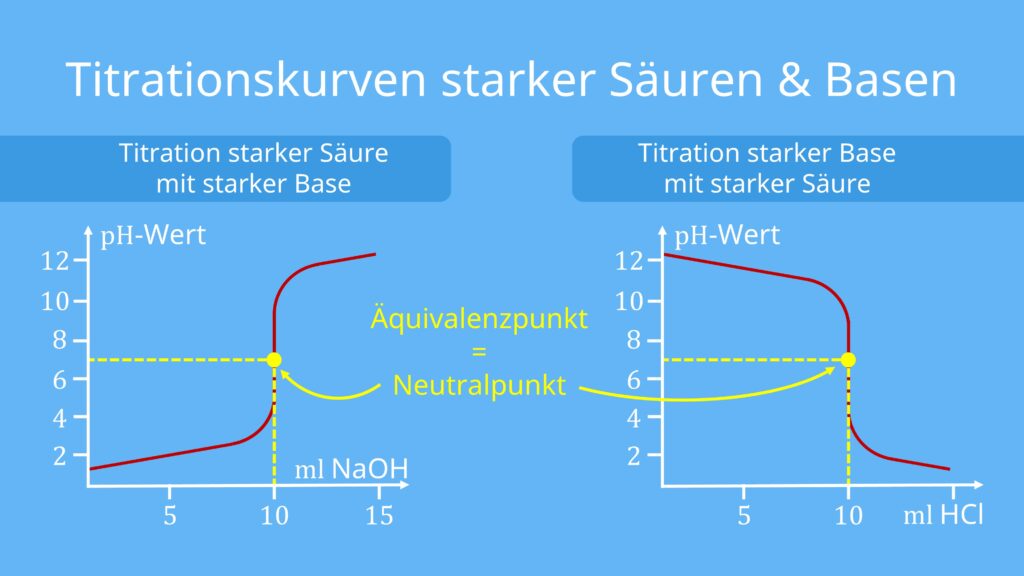 Titrationskurven starker Säuren & Basen
Titration starker Säure
mit starker Base
pH-Wert
12
10
8
6
4
2
ml NaOH
5 10 15
Äquivalenzpunkt
=
Neutralpunkt
Titration starker Base
mit starker Säure
pH-Wert
12
10
8
6
4
2
5 10 ml HCl